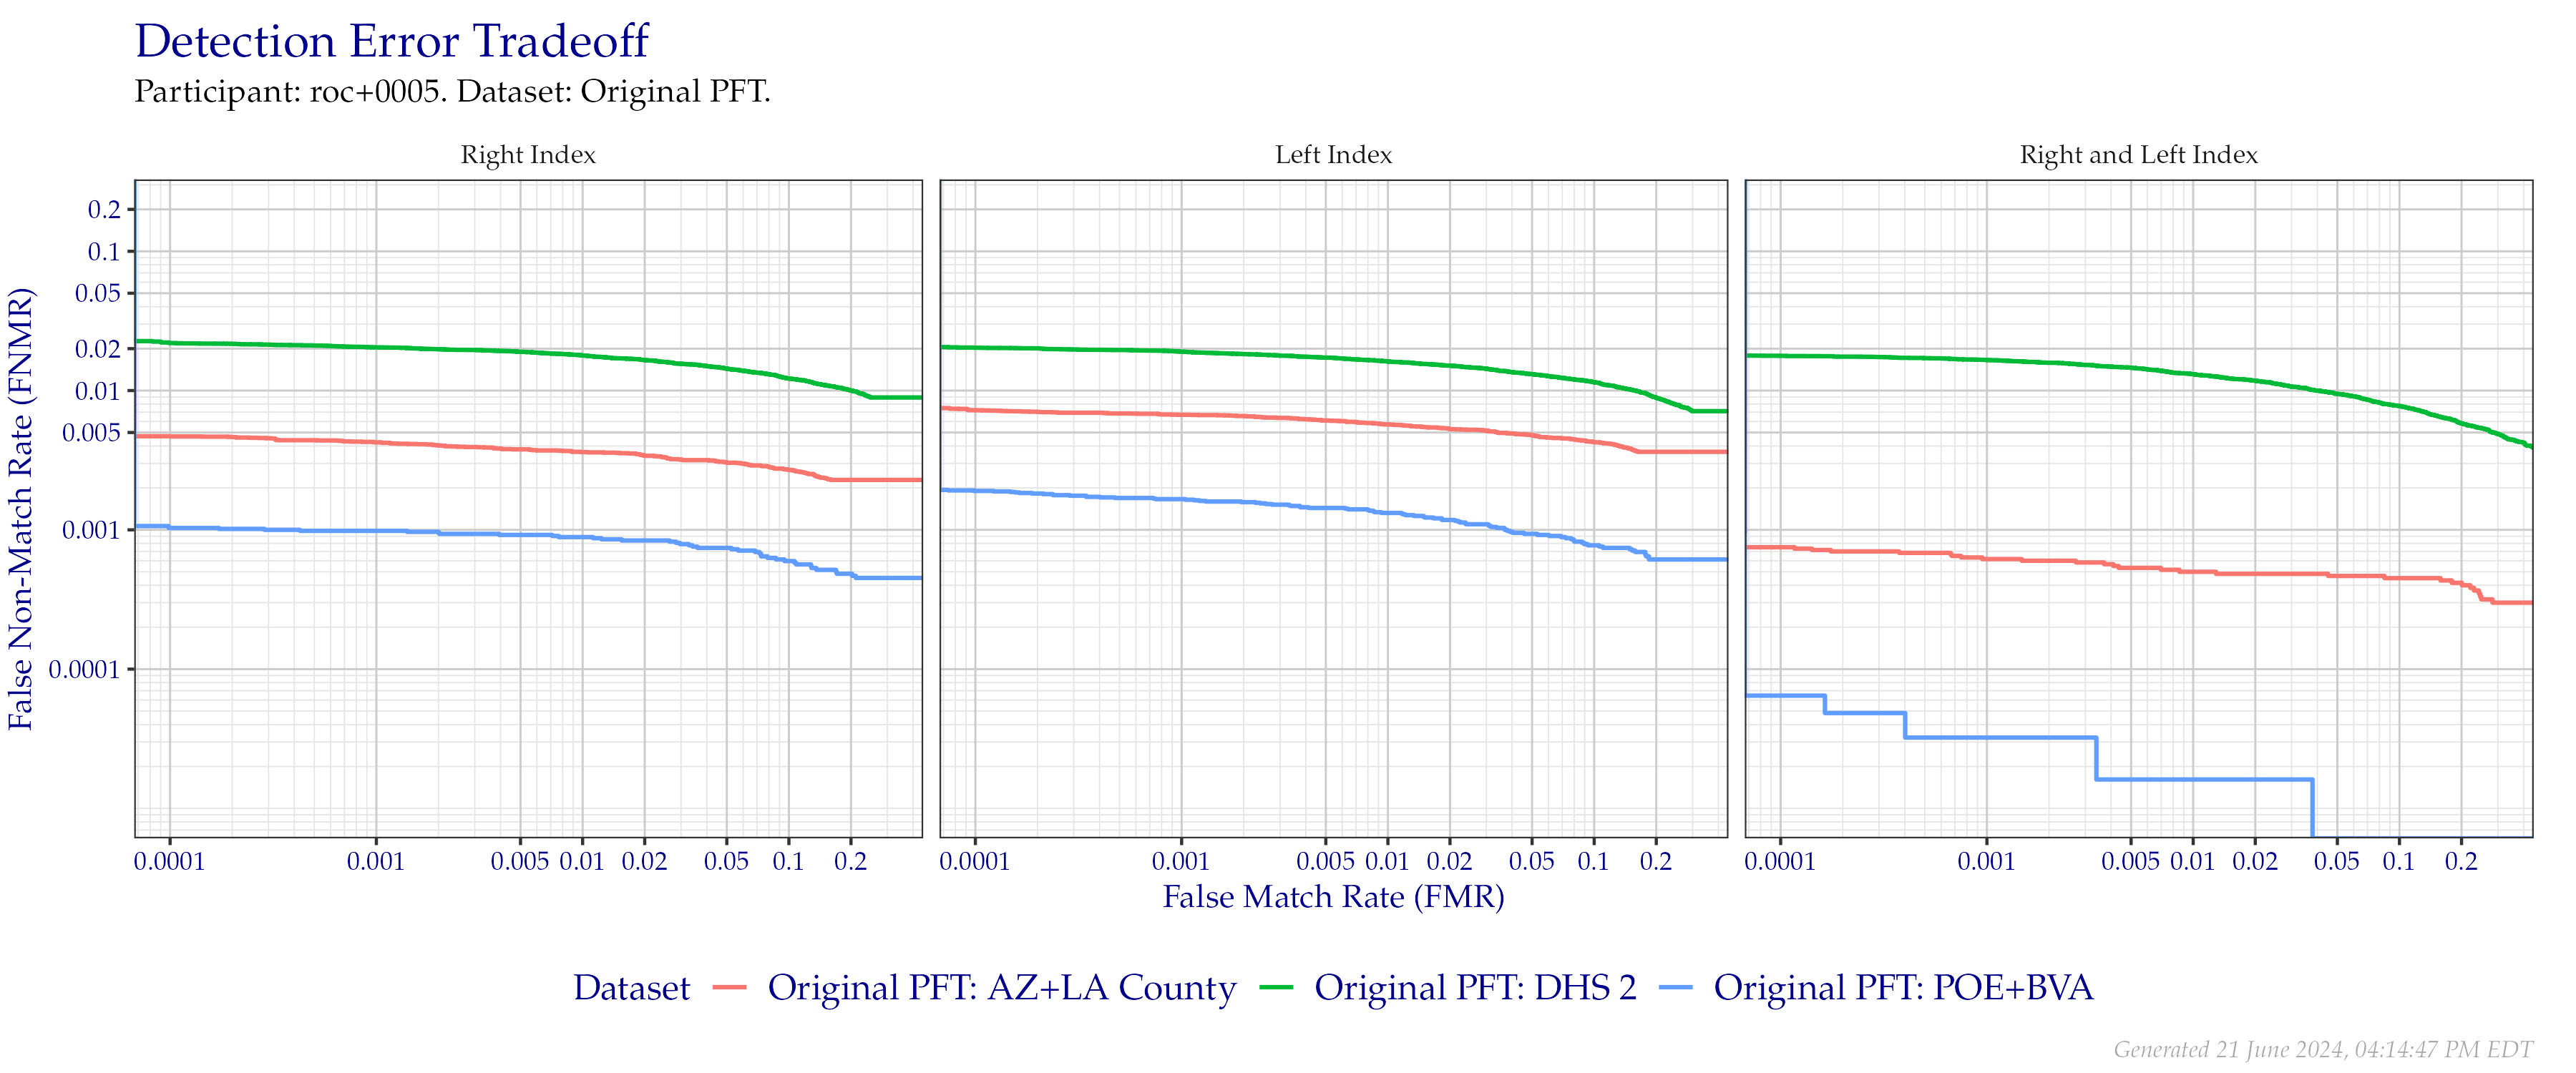 Detection Error Tradeoff
Participant: roc+0005. Dataset: Original PFT.
Right Index
Left Index
Right and Left Index
False Non-Match Rate (FNMR)
0.2
0.1
0.05
0.02
0.01
0.005
0.001
0.0001
0.0001 0.001 0.005 0.01 0.02 0.05 0.1 0.2
0.0001 0.001 0.005 0.01 0.02 0.05 0.1 0.2
0.0001 0.001 0.005 0.01 0.02 0.05 0.1 0.2
False Match Rate (FMR)
Dataset Original PFT: AZ+LA County Original PFT: DHS 2 Original PFT: POE+BVA
Generated 21 June 2024, 04:14:47 PM EDT